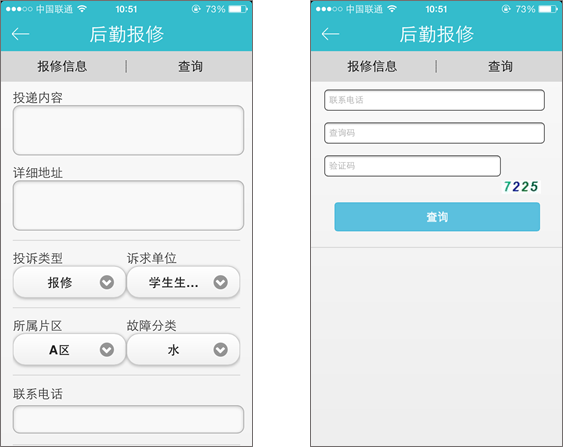 ●●●○○ 中国联通 10:51 73%
后勤报修
报修信息 | 查询
投递内容
详细地址
投诉类型 诉求单位
报修 学生生...
所属片区 故障分类
A区 水
联系电话
●●●○○ 中国联通 10:51 73%
后勤报修
报修信息 | 查询
联系电话
查询码
验证码
7225
查询